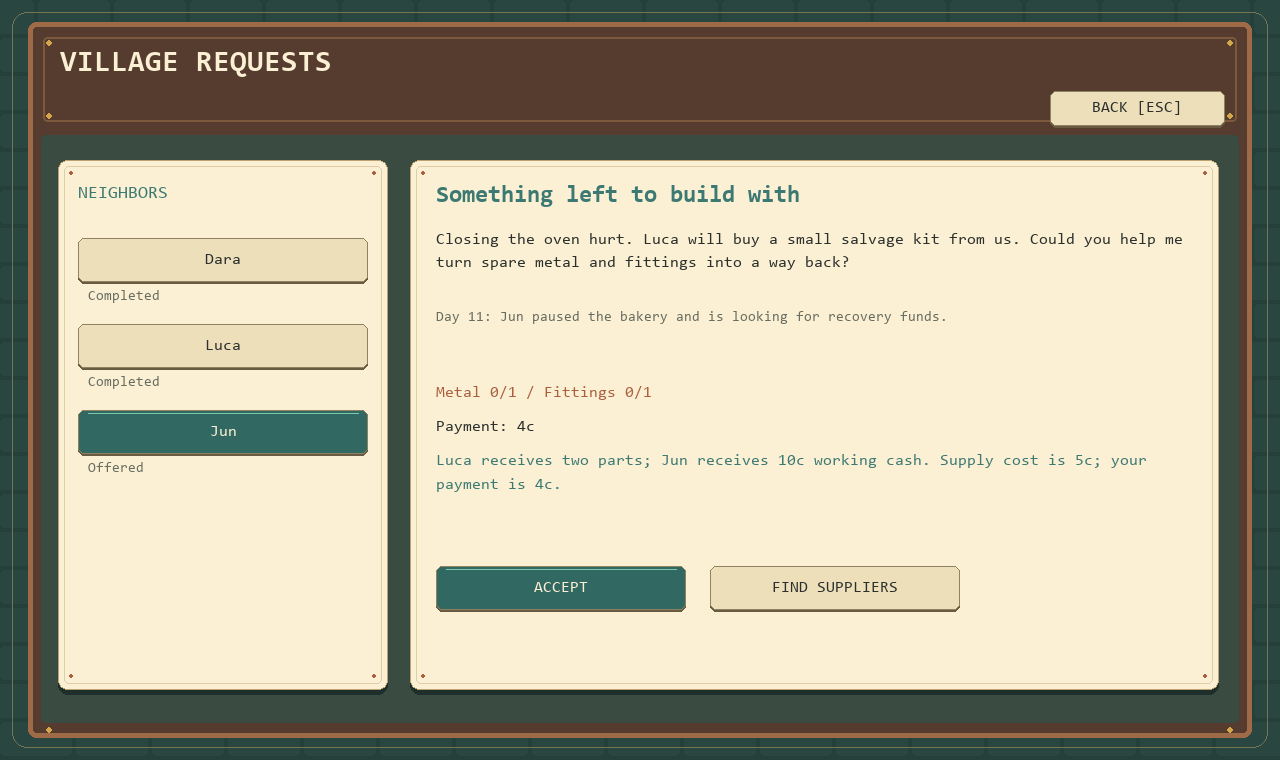 VILLAGE REQUESTS
BACK [ESC]
NEIGHBORS
Dara
Completed
Luca
Completed
Jun
Offered
Something left to build with
Closing the oven hurt. Luca will buy a small salvage kit from us. Could you help me
turn spare metal and fittings into a way back?
Day 11: Jun paused the bakery and is looking for recovery funds.
Metal 0/1 / Fittings 0/1
Payment: 4c
Luca receives two parts; Jun receives 10c working cash. Supply cost is 5c; your
payment is 4c.
ACCEPT
FIND SUPPLIERS